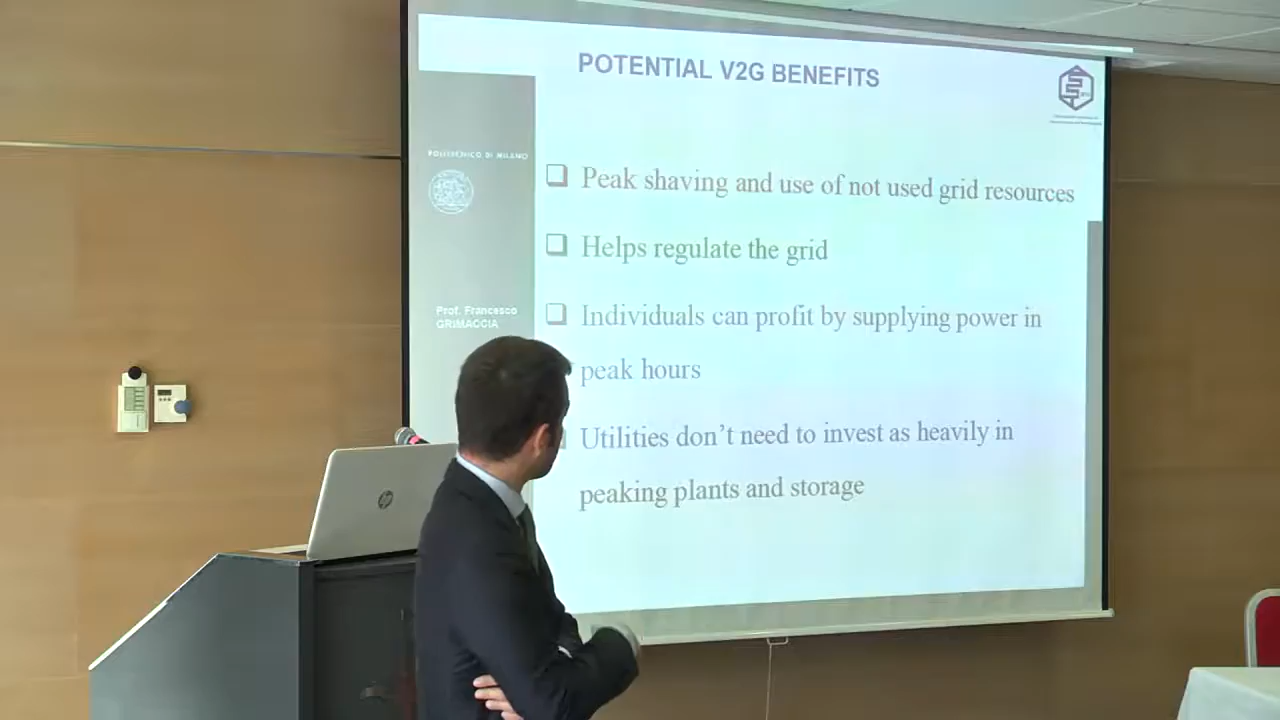 POTENTIAL V2G BENEFITS
POLITECNICO DI MILANO
Prof. Francesco
GRIMACCIA
❑ Peak shaving and use of not used grid resources
❑ Helps regulate the grid
❑ Individuals can profit by supplying power in
peak hours
Utilities don't need to invest as heavily in
peaking plants and storage
hp